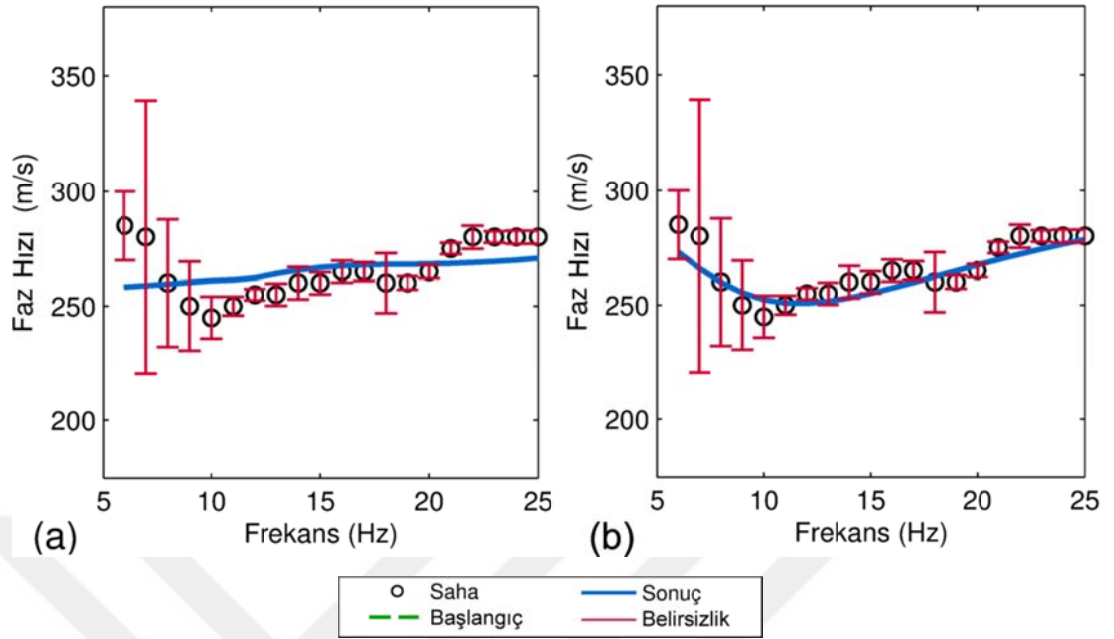 350
300
250
200
Faz Hızı (m/s)
5 10 15 20 25
Frekans (Hz)
(a)
350
300
250
200
Faz Hızı (m/s)
5 10 15 20 25
Frekans (Hz)
(b)
Saha Sonuç
Başlangıç Belirsizlik